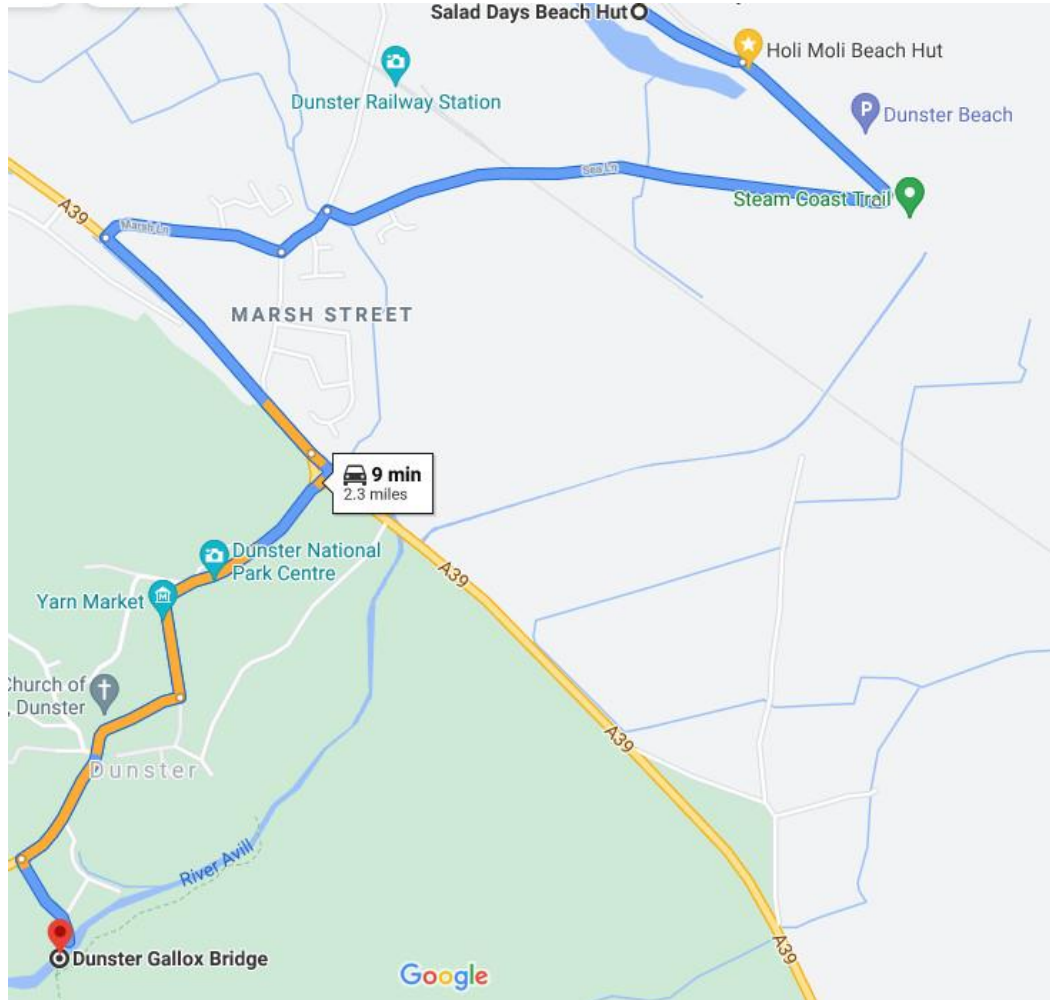 Salad Days Beach Hut
Holi Moli Beach Hut
Dunster Railway Station
P
Dunster Beach
Sea Ln
Steam Coast Trail
A39
Marsh Ln
MARSH STREET
9 min
2.3 miles
Dunster National
Park Centre
A39
Yarn Market
M
Church of
, Dunster
A39
Dunster
River Avill
Dunster Gallox Bridge
A39
Google